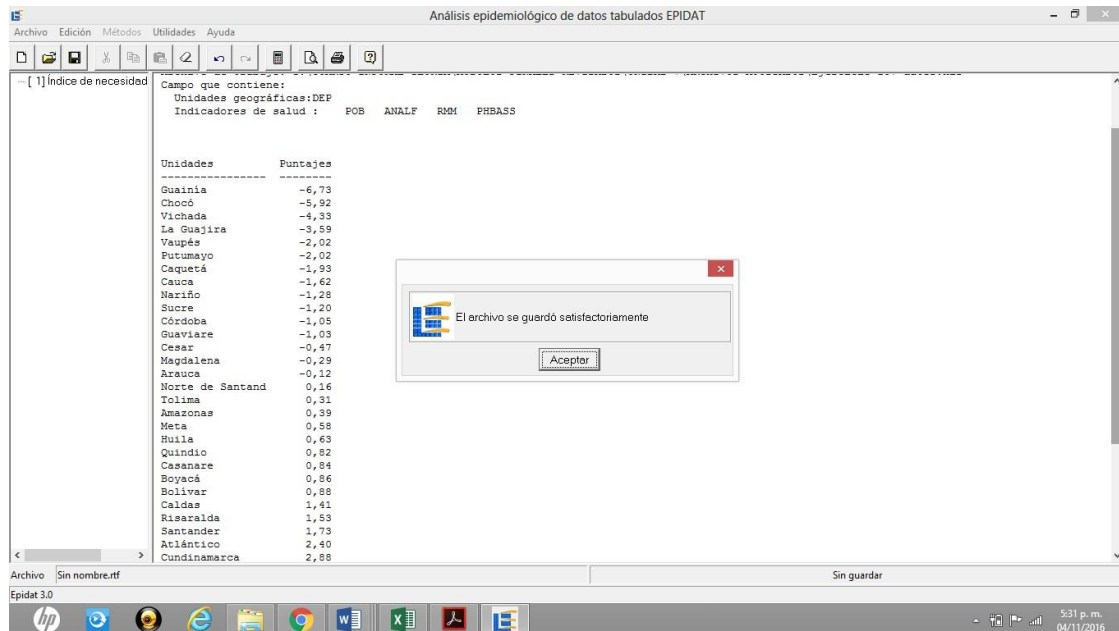 Análisis epidemiológico de datos tabulados EPIDAT
Archivo Edición Métodos Utilidades Ayuda
[ 1] Índice de necesidad
Campo que contiene:
Unidades geográficas:DEP
Indicadores de salud : POB ANALF RMM PHBASS
Unidades Puntajes
---------------- --------
Guainía -6,73
Chocó -5,92
Vichada -4,33
La Guajira -3,59
Vaupés -2,02
Putumayo -2,02
Caquetá -1,93
Cauca -1,62
Nariño -1,28
Sucre -1,20
Córdoba -1,05
Guaviare -1,03
Cesar -0,47
Magdalena -0,29
Arauca -0,12
Norte de Santand 0,16
Tolima 0,31
Amazonas 0,39
Meta 0,58
Huila 0,63
Quindio 0,82
Casanare 0,84
Boyacá 0,86
Bolívar 0,88
Caldas 1,41
Risaralda 1,53
Santander 1,73
Atlántico 2,40
Cundinamarca 2,88
El archivo se guardó satisfactoriamente
Aceptar
Archivo Sin nombre.rtf Sin guardar
Epidat 3.0
hp
5:31 p. m.
04/11/2016